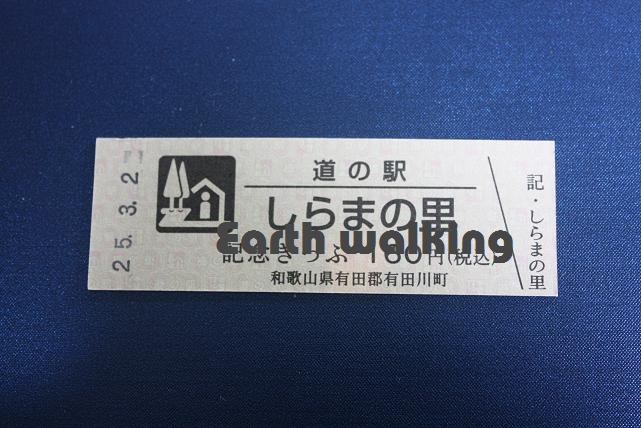 道の駅
しらまの里
記念きっぷ 160円(税込)
和歌山県有田郡有田川町
記・しらまの里
25.3.2
Earth walking